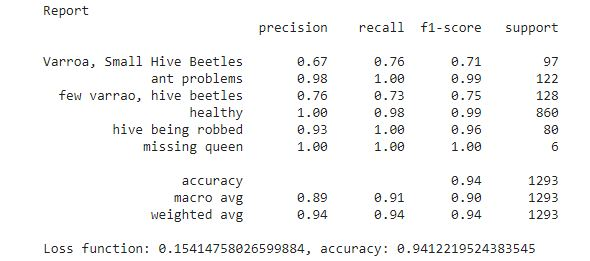 Report
precision recall f1-score support
Varroa, Small Hive Beetles 0.67 0.76 0.71 97
ant problems 0.98 1.00 0.99 122
few varrao, hive beetles 0.76 0.73 0.75 128
healthy 1.00 0.98 0.99 860
hive being robbed 0.93 1.00 0.96 80
missing queen 1.00 1.00 1.00 6
accuracy 0.94 1293
macro avg 0.89 0.91 0.90 1293
weighted avg 0.94 0.94 0.94 1293
Loss function: 0.15414758026599884, accuracy: 0.9412219524383545